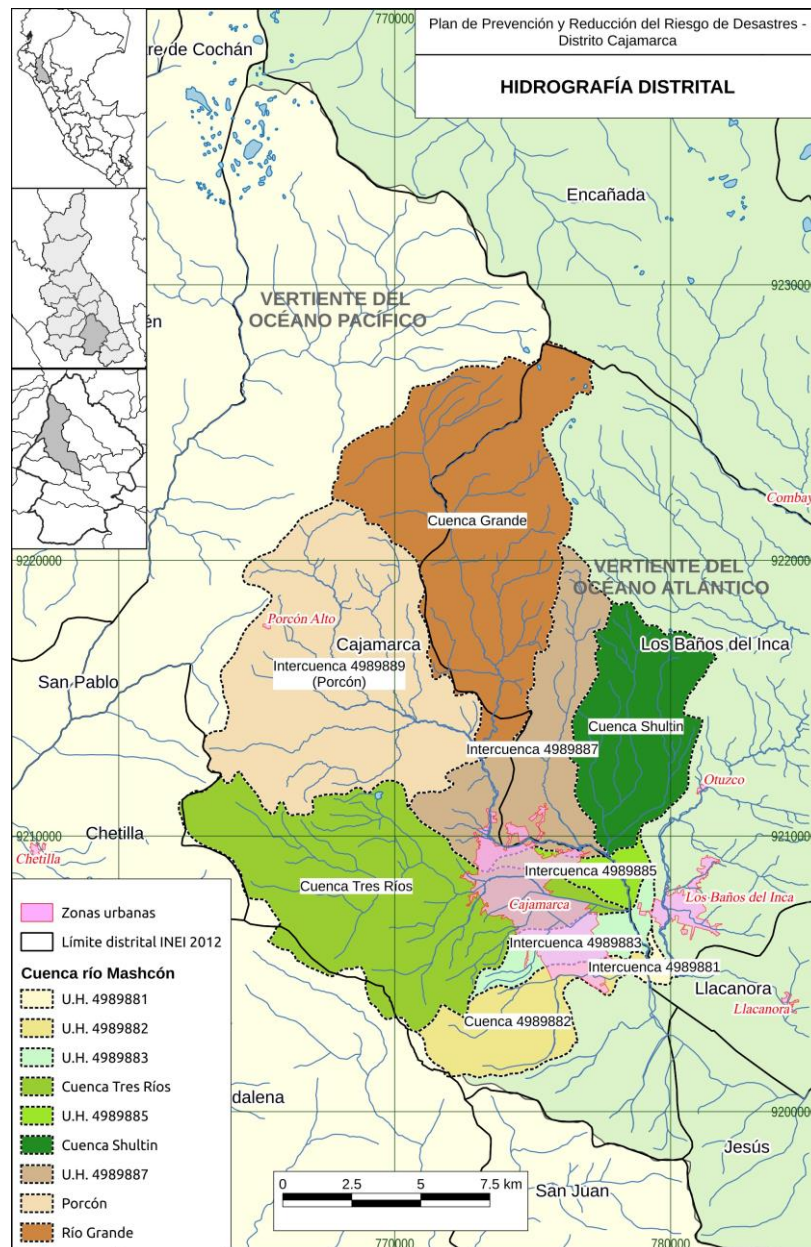 Plan de Prevención y Reducción del Riesgo de Desastres -
Distrito Cajamarca
HIDROGRAFÍA DISTRITAL
770000
re de Cochán
Encañada
9230000
VERTIENTE DEL
OCÉANO PACÍFICO
én
Combay
Cuenca Grande
9220000
9220000
VERTIENTE DEL
OCÉANO ATLÁNTICO
Porcón Alto
Cajamarca
Los Baños del Inca
Intercuenca 4989889
(Porcón)
San Pablo
Cuenca Shultin
Intercuenca 4989887
Otuzco
9210000
9210000
Chetilla
Chetilla
Intercuenca 4989885
Cuenca Tres Ríos
Los Baños del Inca
Cajamarca
Intercuenca 4989883
Intercuenca 4989881
Llacanora
Llacanora
Cuenca 4989882
dalena
9200000
Jesús
San Juan
Zonas urbanas
Límite distrital INEI 2012
Cuenca río Mashcón
U.H. 4989881
U.H. 4989882
U.H. 4989883
Cuenca Tres Ríos
U.H. 4989885
Cuenca Shultin
U.H. 4989887
Porcón
Río Grande
0 2.5 5 7.5 km
770000
780000